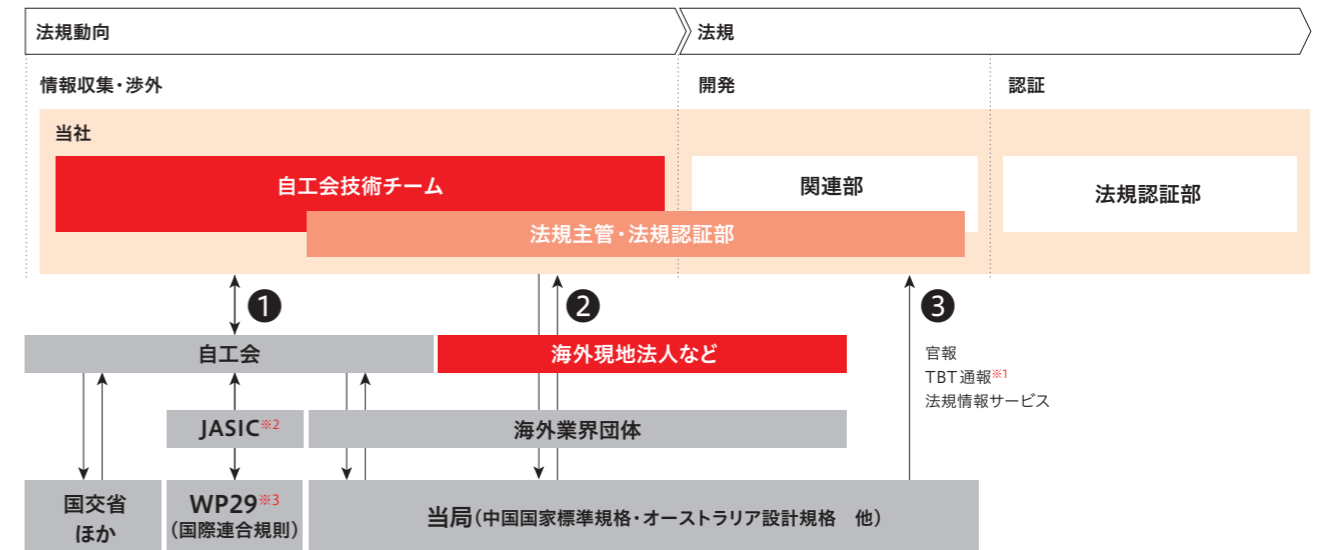 法規動向
法規
情報収集・渉外
開発
認証
当社
自工会技術チーム
関連部
法規認証部
法規主管・法規認証部
❶
❷
❸
自工会
海外現地法人など
官報
TBT通報※1
法規情報サービス
JASIC※2
海外業界団体
国交省
ほか
WP29※3
（国際連合規則）
当局（中国国家標準規格・オーストラリア設計規格　他）